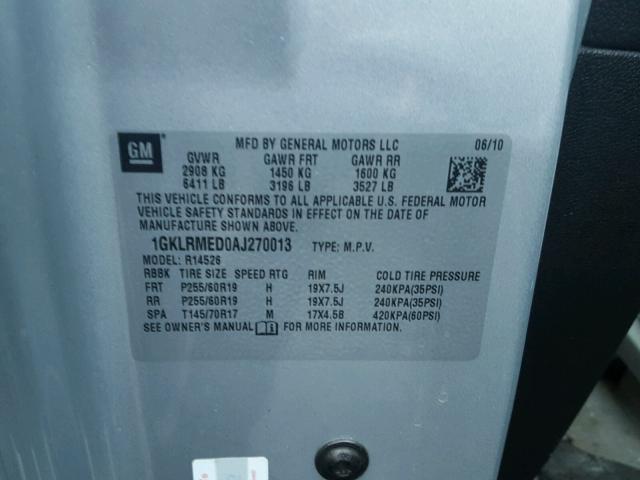 GM
MFD BY GENERAL MOTORS LLC 06/10
GVWR GAWR FRT GAWR RR
2908 KG 1450 KG 1600 KG
6411 LB 3196 LB 3527 LB
THIS VEHICLE CONFORMS TO ALL APPLICABLE U.S. FEDERAL MOTOR
VEHICLE SAFETY STANDARDS IN EFFECT ON THE DATE OF
MANUFACTURE SHOWN ABOVE.
1GKLRMED0AJ270013 TYPE: M.P.V.
MODEL: R14526
RBBK TIRE SIZE SPEED RTG RIM COLD TIRE PRESSURE
FRT P255/60R19 H 19X7.5J 240KPA(35PSI)
RR P255/60R19 H 19X7.5J 240KPA(35PSI)
SPA T145/70R17 M 17X4.5B 420KPA(60PSI)
SEE OWNER'S MANUAL FOR MORE INFORMATION.